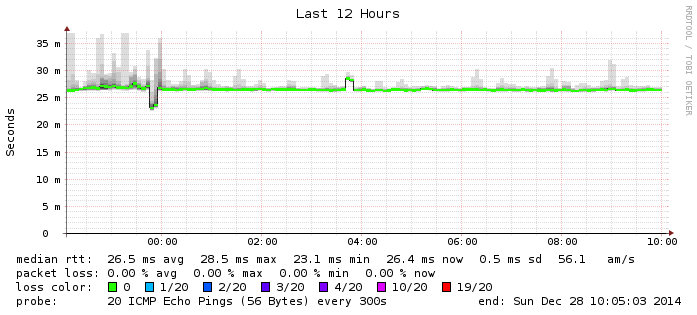 Last 12 Hours
RRDTOOL / TOBI OETIKER
Seconds
35 m
30 m
25 m
20 m
15 m
10 m
5 m
0
00:00 02:00 04:00 06:00 08:00 10:00
median rtt: 26.5 ms avg 28.5 ms max 23.1 ms min 26.4 ms now 0.5 ms sd 56.1 am/s
packet loss: 0.00 % avg 0.00 % max 0.00 % min 0.00 % now
loss color: 0 1/20 2/20 3/20 4/20 10/20 19/20
probe: 20 ICMP Echo Pings (56 Bytes) every 300s end: Sun Dec 28 10:05:03 2014